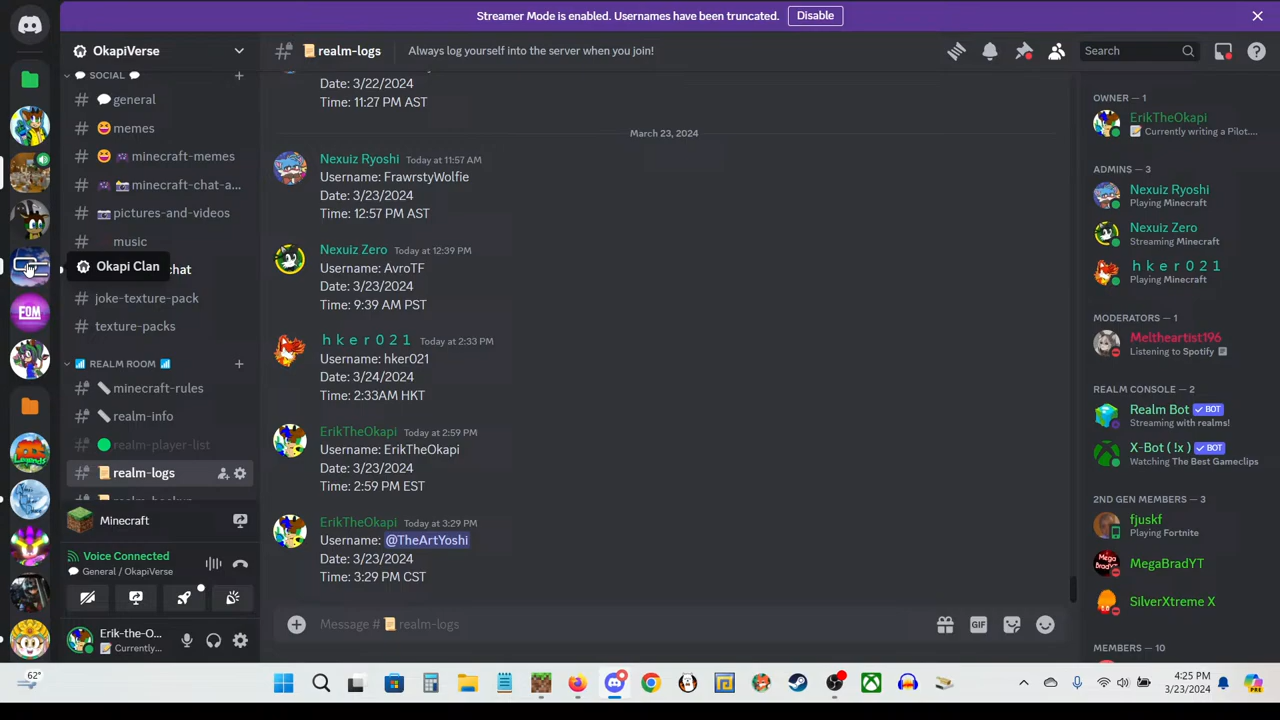 Streamer Mode is enabled. Usernames have been truncated. Disable
OkapiVerse
realm-logs Always log yourself into the server when you join!
Search
SOCIAL
general
memes
minecraft-memes
minecraft-chat-a...
pictures-and-videos
music
Okapi Clan
chat
joke-texture-pack
texture-packs
REALM ROOM
minecraft-rules
realm-info
realm-player-list
realm-logs
Minecraft
Voice Connected
General / OkapiVerse
Erik-the-O...
Currently...
Date: 3/22/2024
Time: 11:27 PM AST
March 23, 2024
Nexuiz Ryoshi Today at 11:57 AM
Username: FrawrstyWolfie
Date: 3/23/2024
Time: 12:57 PM AST
Nexuiz Zero Today at 12:39 PM
Username: AvroTF
Date: 3/23/2024
Time: 9:39 AM PST
ｈｋｅｒ０２１ Today at 2:33 PM
Username: hker021
Date: 3/24/2024
Time: 2:33AM HKT
ErikTheOkapi Today at 2:59 PM
Username: ErikTheOkapi
Date: 3/23/2024
Time: 2:59 PM EST
ErikTheOkapi Today at 3:29 PM
Username: @TheArtYoshi
Date: 3/23/2024
Time: 3:29 PM CST
Message # realm-logs
GIF
OWNER — 1
ErikTheOkapi
Currently writing a Pilot....
ADMINS — 3
Nexuiz Ryoshi
Playing Minecraft
Nexuiz Zero
Streaming Minecraft
ｈｋｅｒ０２１
Playing Minecraft
MODERATORS — 1
Meltheartist196
Listening to Spotify
REALM CONSOLE — 2
Realm Bot BOT
Streaming with realms!
X-Bot ( !x ) BOT
Watching The Best Gameclips
2ND GEN MEMBERS — 3
fjuskf
Playing Fortnite
MegaBradYT
SilverXtreme X
MEMBERS — 10
FOM
62°
4:25 PM
3/23/2024